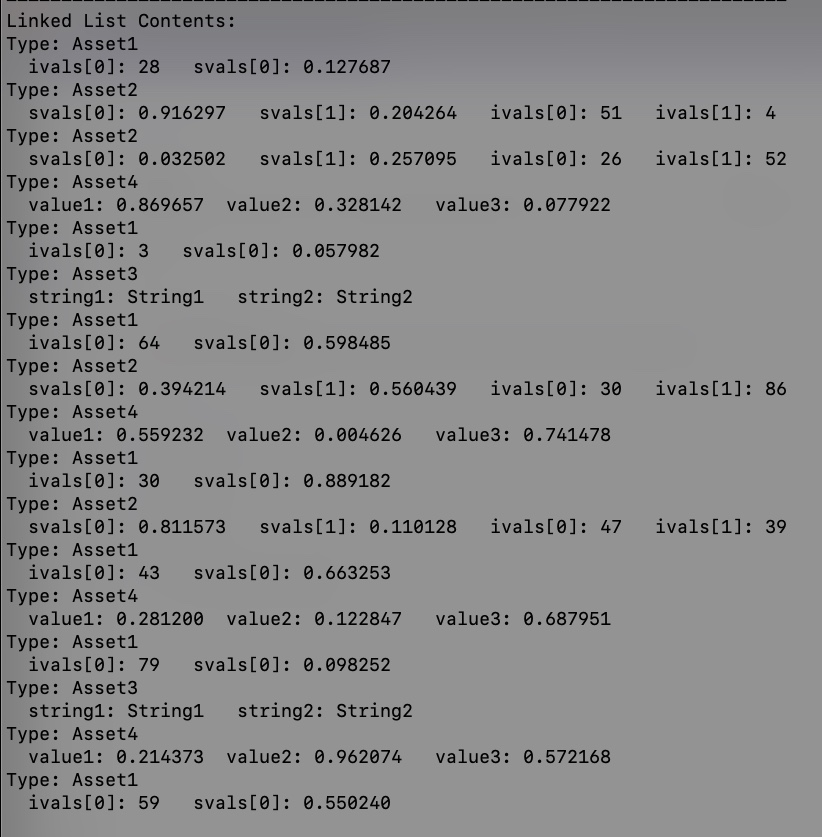 Linked List Contents:
Type: Asset1
  ivals[0]: 28   svals[0]: 0.127687
Type: Asset2
  svals[0]: 0.916297   svals[1]: 0.204264   ivals[0]: 51   ivals[1]: 4
Type: Asset2
  svals[0]: 0.032502   svals[1]: 0.257095   ivals[0]: 26   ivals[1]: 52
Type: Asset4
  value1: 0.869657  value2: 0.328142   value3: 0.077922
Type: Asset1
  ivals[0]: 3   svals[0]: 0.057982
Type: Asset3
  string1: String1   string2: String2
Type: Asset1
  ivals[0]: 64   svals[0]: 0.598485
Type: Asset2
  svals[0]: 0.394214   svals[1]: 0.560439   ivals[0]: 30   ivals[1]: 86
Type: Asset4
  value1: 0.559232  value2: 0.004626   value3: 0.741478
Type: Asset1
  ivals[0]: 30   svals[0]: 0.889182
Type: Asset2
  svals[0]: 0.811573   svals[1]: 0.110128   ivals[0]: 47   ivals[1]: 39
Type: Asset1
  ivals[0]: 43   svals[0]: 0.663253
Type: Asset4
  value1: 0.281200  value2: 0.122847   value3: 0.687951
Type: Asset1
  ivals[0]: 79   svals[0]: 0.098252
Type: Asset3
  string1: String1   string2: String2
Type: Asset4
  value1: 0.214373  value2: 0.962074   value3: 0.572168
Type: Asset1
  ivals[0]: 59   svals[0]: 0.550240